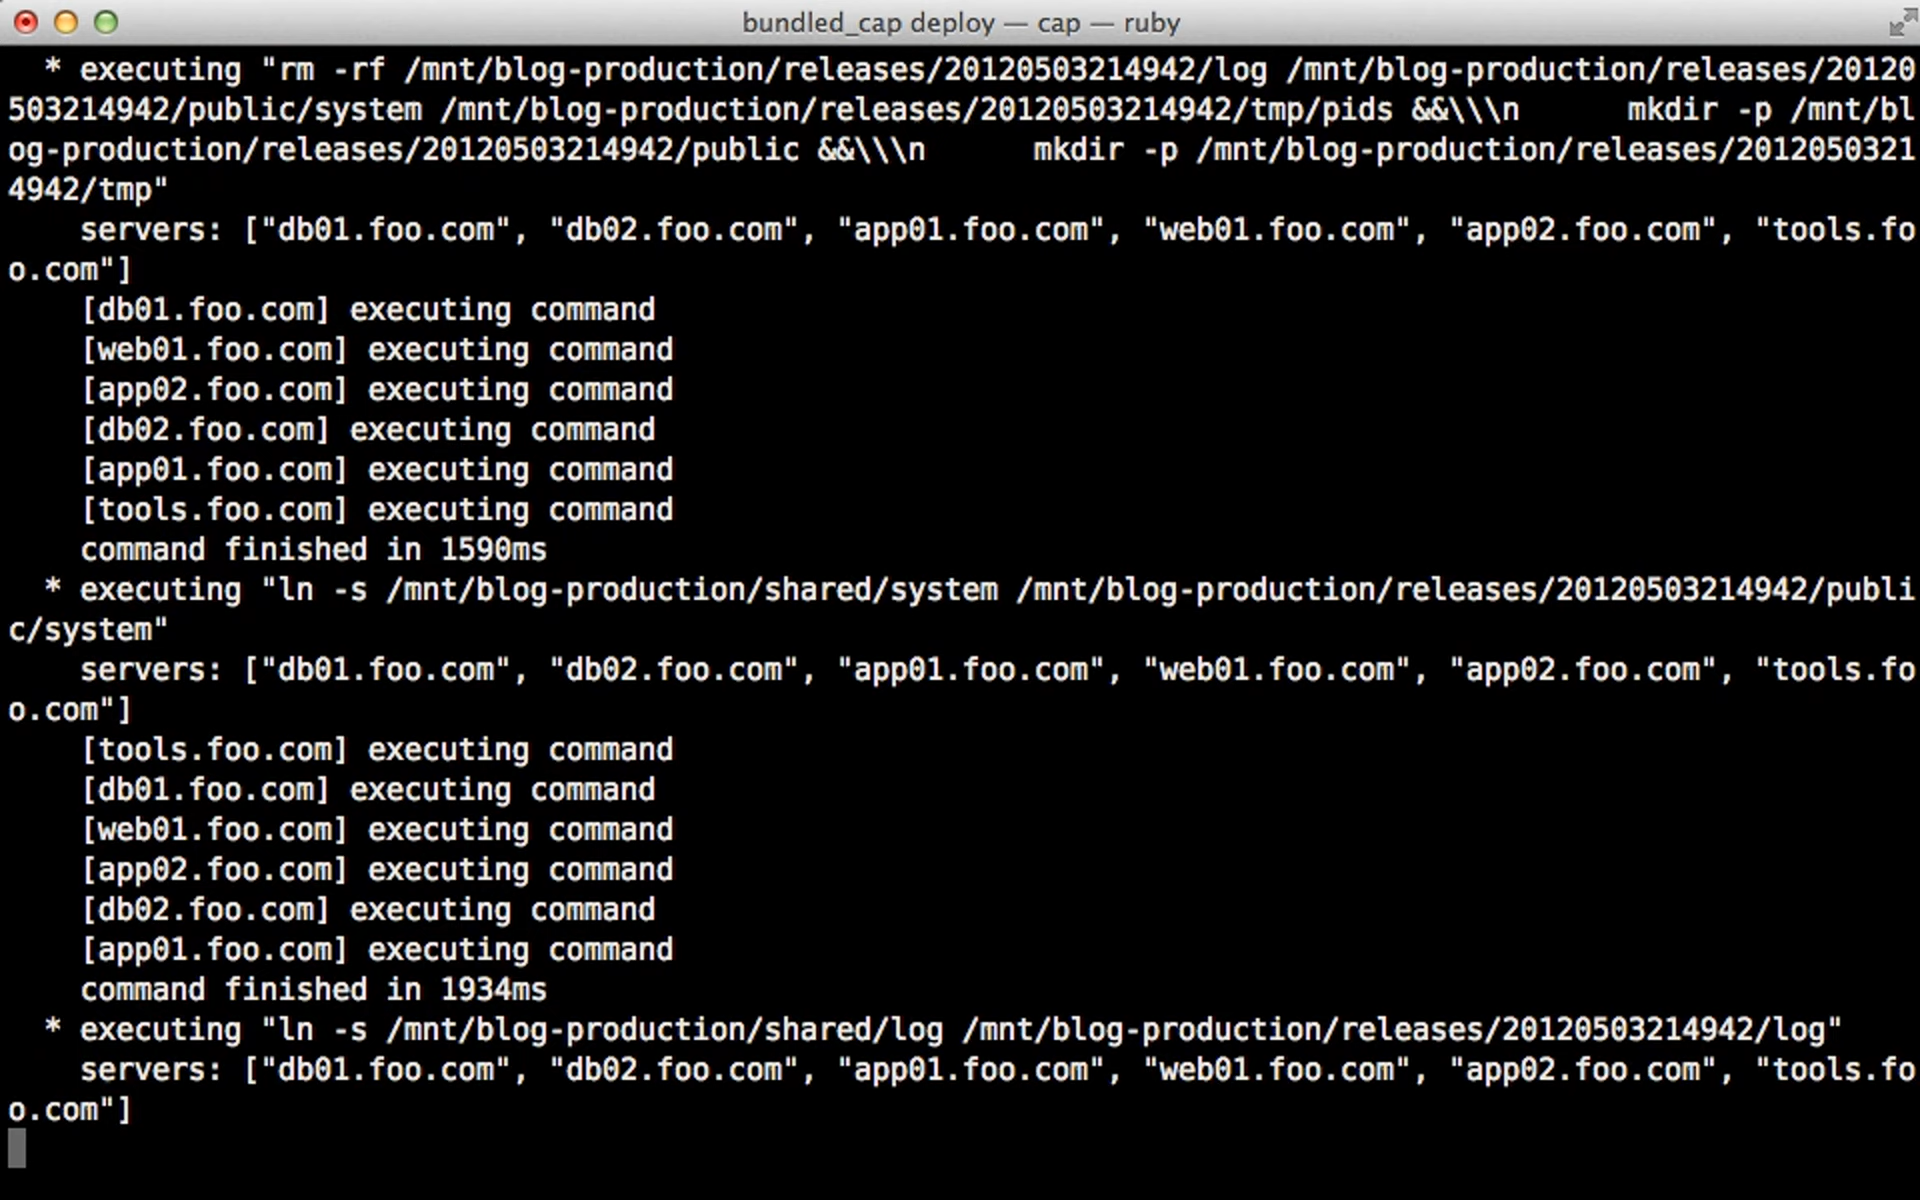 bundled_cap deploy — cap — ruby
  * executing "rm -rf /mnt/blog-production/releases/20120503214942/log /mnt/blog-production/releases/20120
503214942/public/system /mnt/blog-production/releases/20120503214942/tmp/pids &&\\\n      mkdir -p /mnt/bl
og-production/releases/20120503214942/public &&\\\n      mkdir -p /mnt/blog-production/releases/2012050321
4942/tmp"
    servers: ["db01.foo.com", "db02.foo.com", "app01.foo.com", "web01.foo.com", "app02.foo.com", "tools.fo
o.com"]
    [db01.foo.com] executing command
    [web01.foo.com] executing command
    [app02.foo.com] executing command
    [db02.foo.com] executing command
    [app01.foo.com] executing command
    [tools.foo.com] executing command
    command finished in 1590ms
  * executing "ln -s /mnt/blog-production/shared/system /mnt/blog-production/releases/20120503214942/publi
c/system"
    servers: ["db01.foo.com", "db02.foo.com", "app01.foo.com", "web01.foo.com", "app02.foo.com", "tools.fo
o.com"]
    [tools.foo.com] executing command
    [db01.foo.com] executing command
    [web01.foo.com] executing command
    [app02.foo.com] executing command
    [db02.foo.com] executing command
    [app01.foo.com] executing command
    command finished in 1934ms
  * executing "ln -s /mnt/blog-production/shared/log /mnt/blog-production/releases/20120503214942/log"
    servers: ["db01.foo.com", "db02.foo.com", "app01.foo.com", "web01.foo.com", "app02.foo.com", "tools.fo
o.com"]